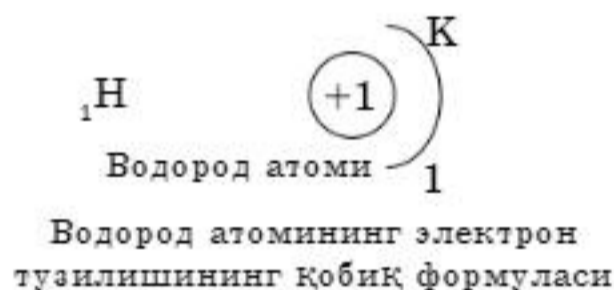 K
₁H +1
Водород атоми 1
Водород атомининг электрон
тузилишининг қобиқ формуласи